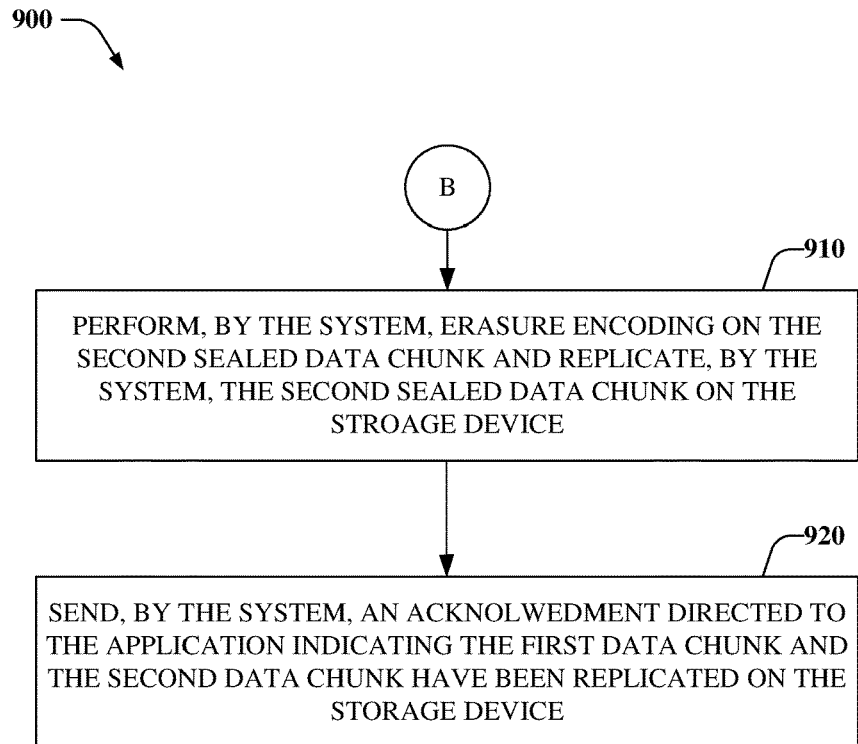 900
B
910
PERFORM, BY THE SYSTEM, ERASURE ENCODING ON THE
SECOND SEALED DATA CHUNK AND REPLICATE, BY THE
SYSTEM, THE SECOND SEALED DATA CHUNK ON THE
STROAGE DEVICE
920
SEND, BY THE SYSTEM, AN ACKNOLWEDMENT DIRECTED TO
THE APPLICATION INDICATING THE FIRST DATA CHUNK AND
THE SECOND DATA CHUNK HAVE BEEN REPLICATED ON THE
STORAGE DEVICE